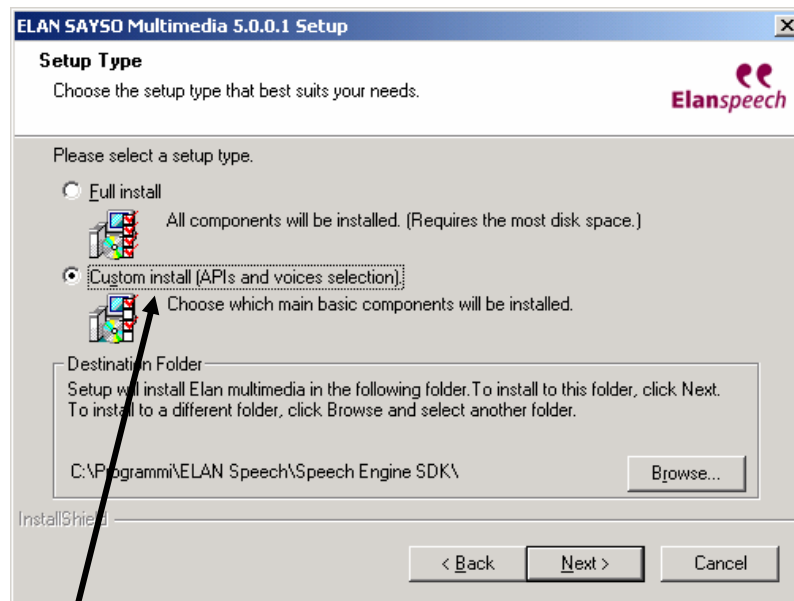 ELAN SAYSO Multimedia 5.0.0.1 Setup
Setup Type
Choose the setup type that best suits your needs.
Elanspeech
Please select a setup type.
Full install
All components will be installed. (Requires the most disk space.)
Custom install (APIs and voices selection).
Choose which main basic components will be installed.
Destination Folder
Setup will install Elan multimedia in the following folder.To install to this folder, click Next.
To install to a different folder, click Browse and select another folder.
C:\Programmi\ELAN Speech\Speech Engine SDK\
Browse...
InstallShield
< Back
Next >
Cancel